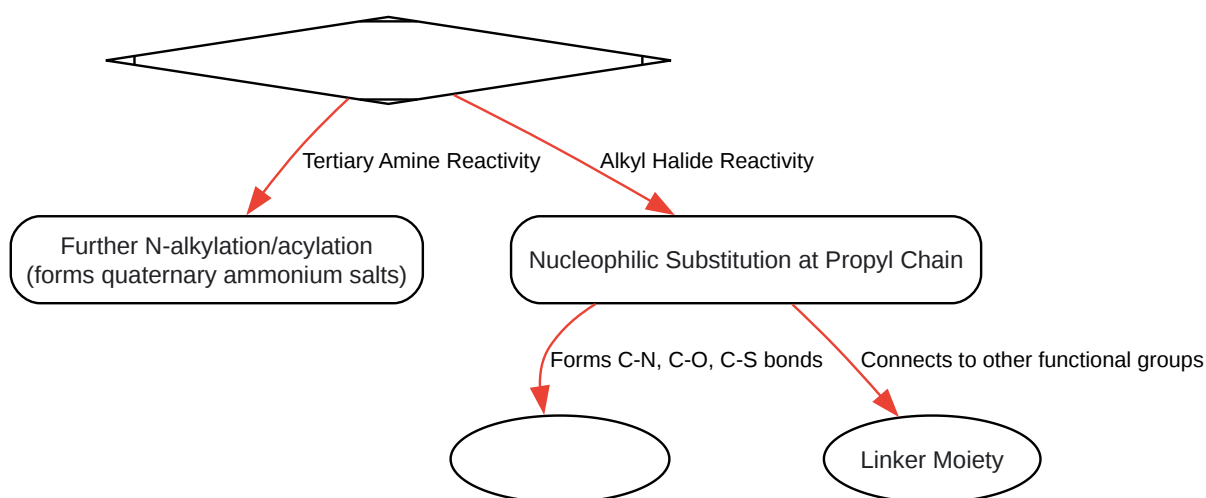 Tertiary Amine Reactivity
Alkyl Halide Reactivity
Further N-alkylation/acylation
(forms quaternary ammonium salts)
Nucleophilic Substitution at Propyl Chain
Forms C-N, C-O, C-S bonds
Connects to other functional groups
Linker Moiety